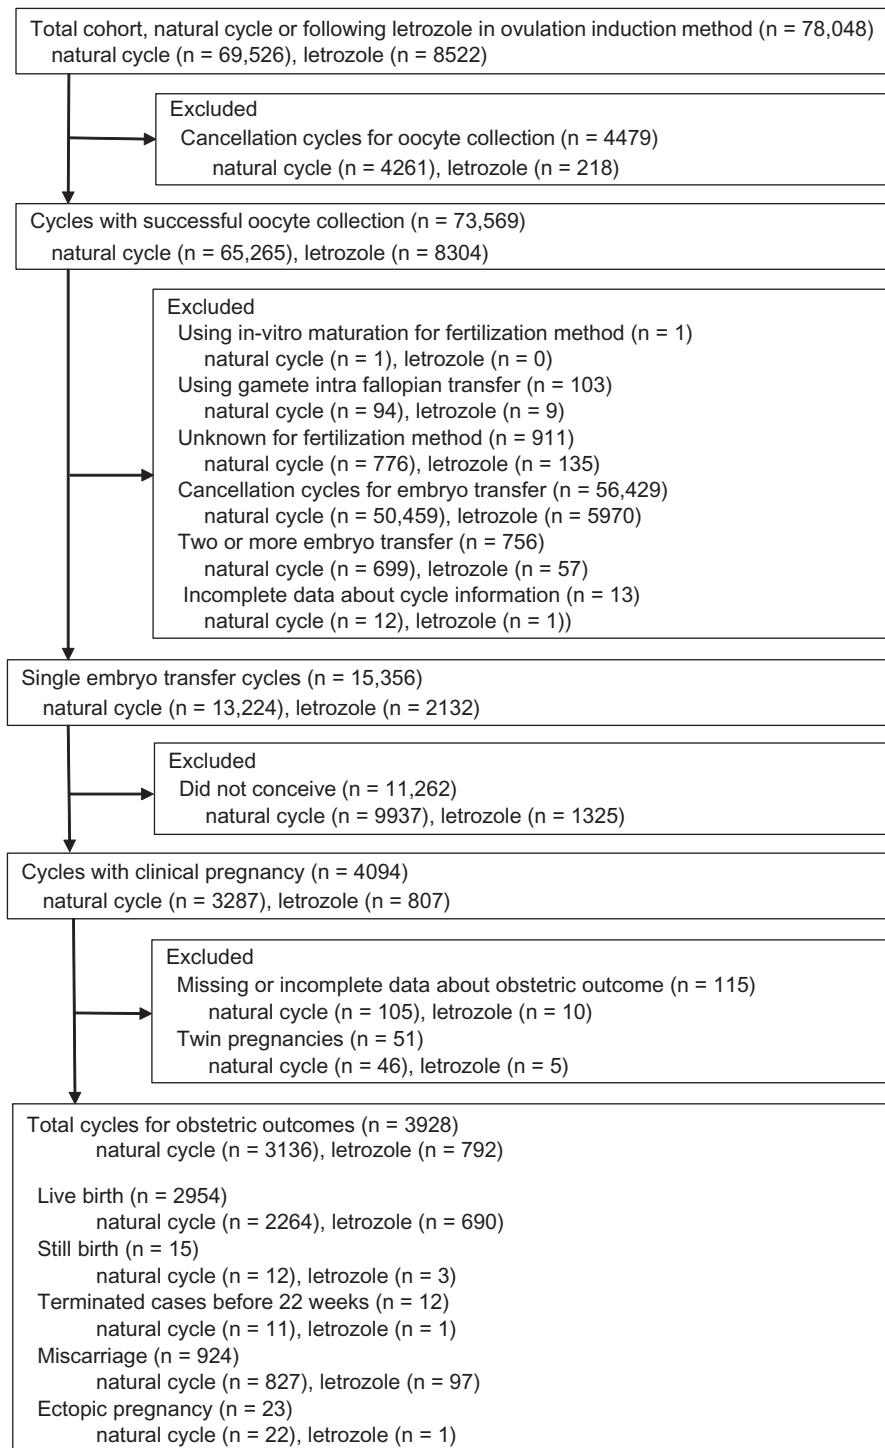 Total cohort, natural cycle or following letrozole in ovulation induction method (n = 78,048)
natural cycle (n = 69,526), letrozole = 8522)
Excluded
Cancellation cycles for oocyte collection (n = 4479)
natural cycle (n = 4261), letrozole (n = 218)
Cycles with successful oocyte collection (n = 73,569)
natural cycle (n = 65,265), letrozole = 8304)
Excluded
Using in-vitro maturation for fertilization method (n = 1)
natural cycle (n = 1), letrozole (n = 0)
Using gamete intra fallopian transfer (n = 103)
natural cycle (n = 94), letrozole (n = 9)
Unknown for fertilization method (n = 911)
natural cycle (n = 776), letrozole (n = 135)
Cancellation cycles for embryo transfer (n = 56,429)
natural cycle (n = 50,459), letrozole (n = 5970)
Two or more embryo transfer (n = 756)
natural cycle (n = 699), letrozole (n = 57)
Incomplete data about cycle information (n = 13)
natural cycle (n = 12), letrozole (n = 1))
Single embryo transfer cycles (n = 15,356)
natural cycle (n = 13,224), letrozole (n = 2132)
Excluded
Did not conceive (n = 11,262)
natural cycle (n = 9937), letrozole (n = 1325)
Cycles with clinical pregnancy (n = 4094)
natural cycle (n = 3287), letrozole (n = 807)
Excluded
Missing or incomplete data about obstetric outcome (n = 115)
natural cycle (n = 105), letrozole (n = 10)
Twin pregnancies (n = 51)
natural cycle (n = 46), letrozole (n = 5)
Total cycles for obstetric outcomes (n = 3928)
natural cycle (n = 3136), letrozole (n = 792)
Live birth (n = 2954)
natural cycle (n = 2264), letrozole (n = 690)
Still birth (n = 15)
natural cycle (n = 12), letrozole (n = 3)
Terminated cases before 22 weeks (n = 12)
natural cycle (n = 11), letrozole (n = 1)
Miscarriage (n = 924)
natural cycle (n = 827), letrozole (n = 97)
Ectopic pregnancy (n = 23)
natural cycle (n = 22), letrozole (n = 1)